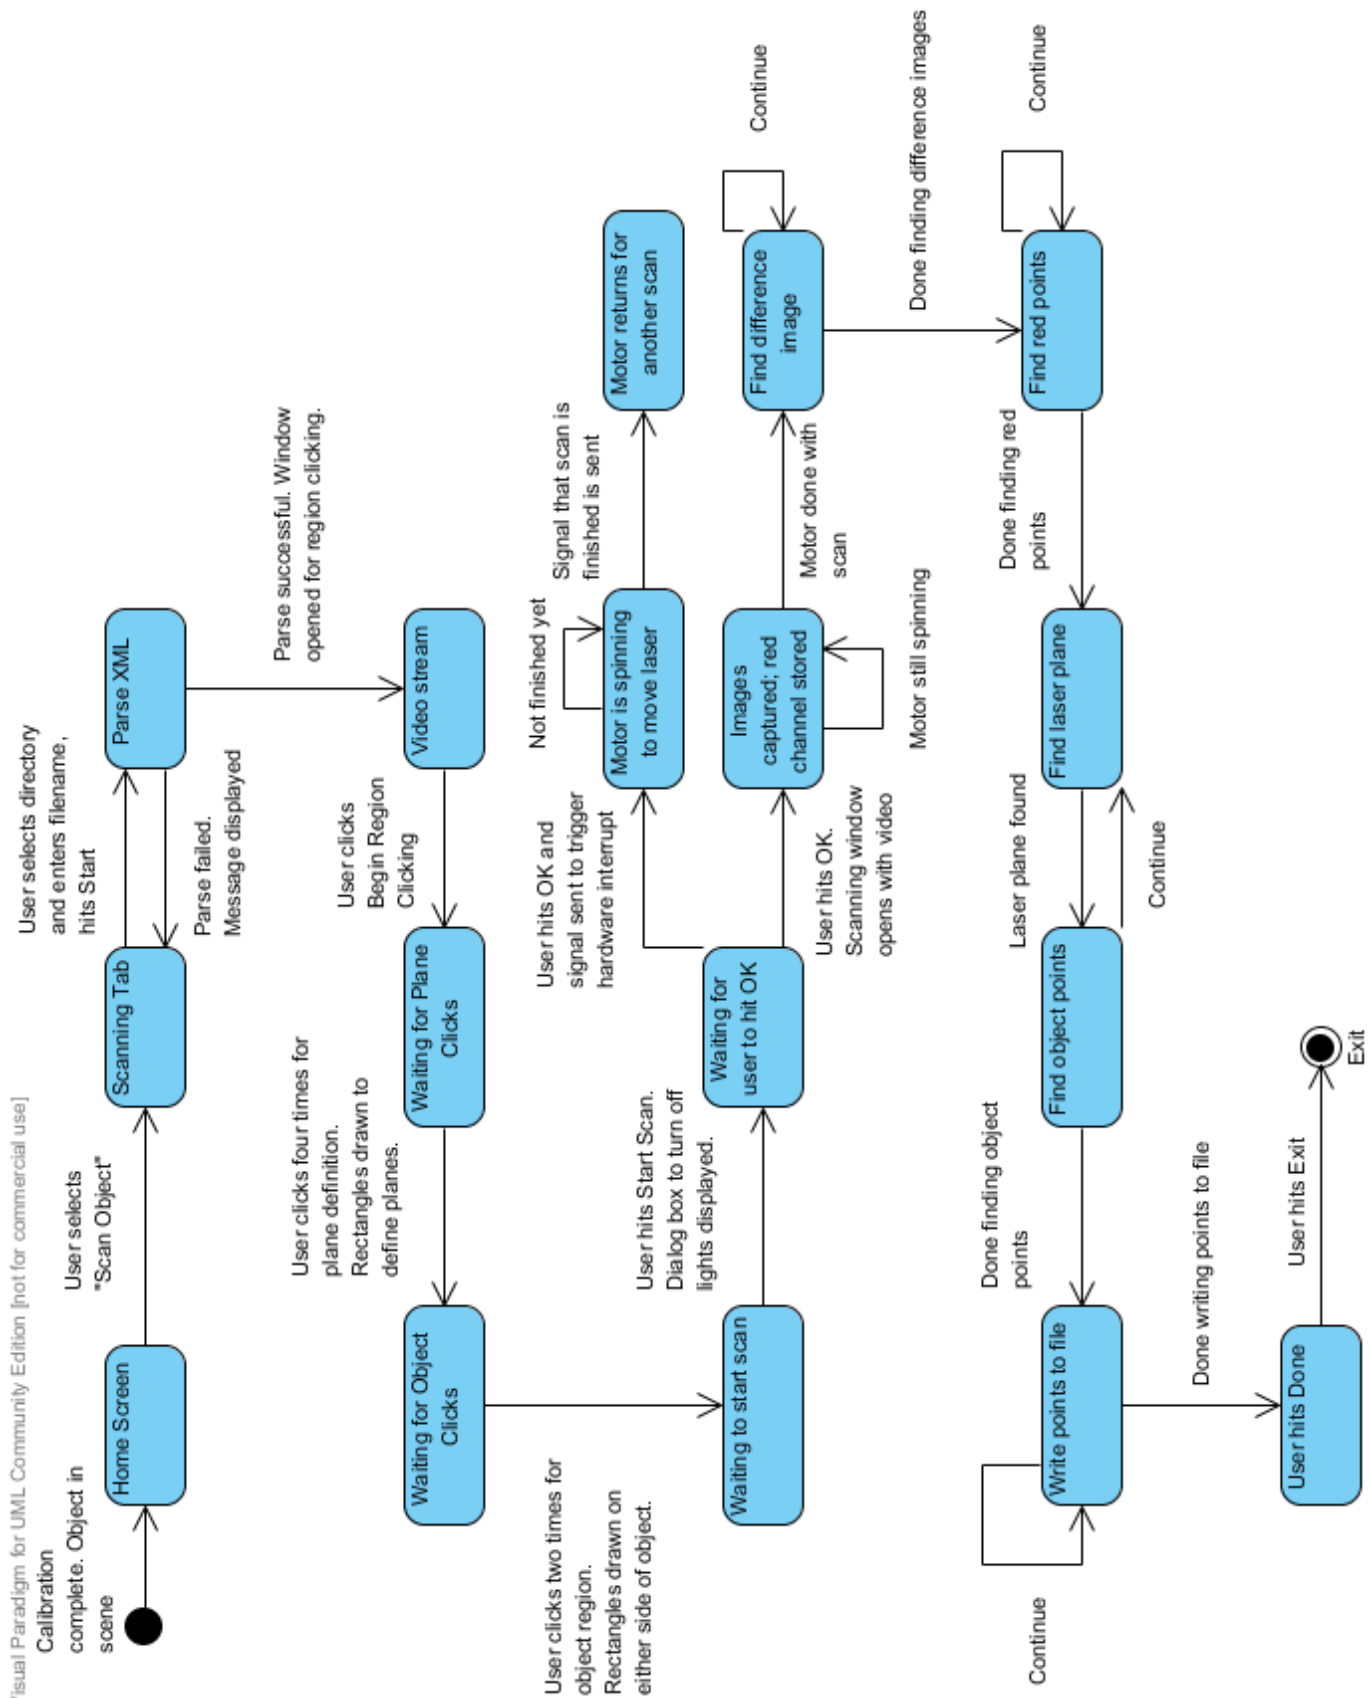 Visual Paradigm for UML Community Edition [not for commercial use]
Calibration
complete. Object in
scene
Home Screen
User selects
"Scan Object"
Scanning Tab
User selects directory
and enters filename,
hits Start
Parse failed.
Message displayed
Parse XML
Parse successful. Window
opened for region clicking.
Video stream
User clicks
Begin Region
Clicking
Waiting for Plane
Clicks
User clicks four times for
plane definition.
Rectangles drawn to
define planes.
Waiting for Object
Clicks
User clicks two times for
object region.
Rectangles drawn on
either side of object.
Waiting to start scan
User hits Start Scan.
Dialog box to turn off
lights displayed.
Waiting for
user to hit OK
User hits OK and
signal sent to trigger
hardware interrupt
Motor is spinning
to move laser
Not finished yet
Signal that scan is
finished is sent
Motor returns for
another scan
User hits OK.
Scanning window
opens with video
Images
captured; red
channel stored
Motor still spinning
Motor done with
scan
Find difference
image
Continue
Done finding difference images
Find red points
Continue
Done finding red
points
Find laser plane
Laser plane found
Continue
Find object points
Done finding object
points
Write points to file
Continue
Done writing points to file
User hits Done
User hits Exit
Exit